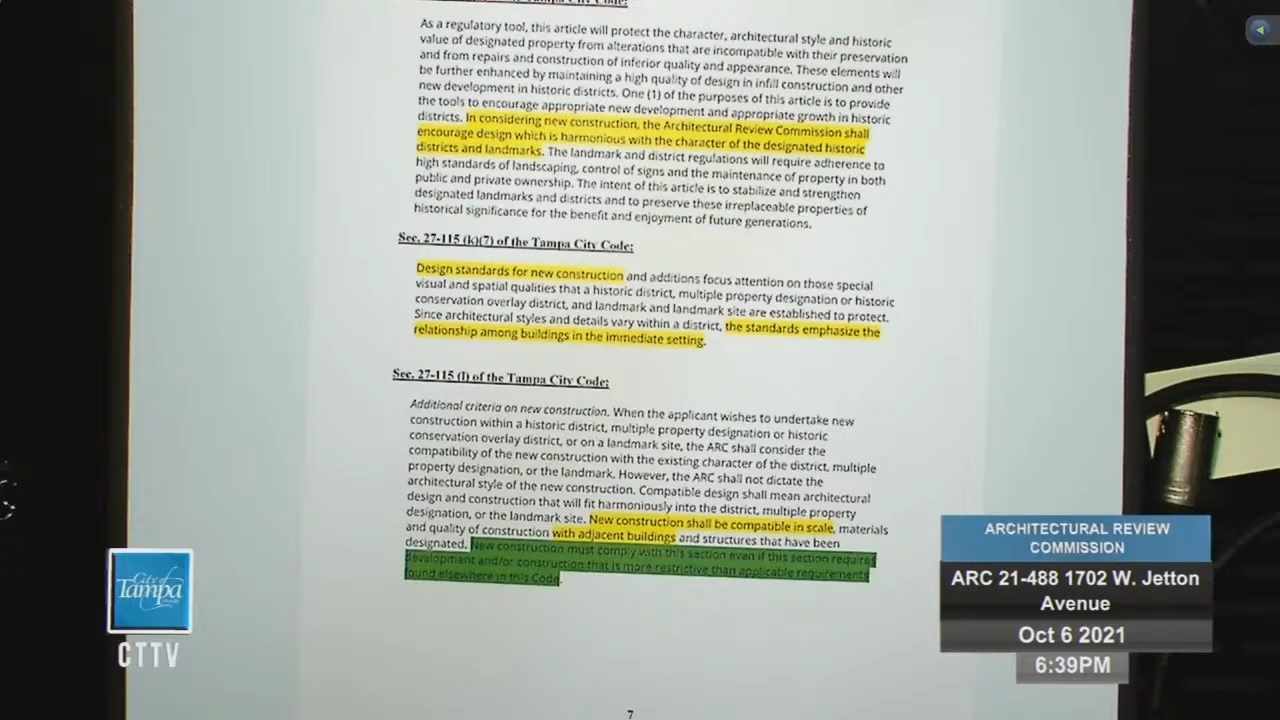 of the Tampa City Code:
As a regulatory tool, this article will protect the character, architectural style and historic
value of designated property from alterations that are incompatible with their preservation
and from repairs and construction of inferior quality and appearance. These elements will
be further enhanced by maintaining a high quality of design in infill construction and other
new development in historic districts. One (1) of the purposes of this article is to provide
the tools to encourage appropriate new development and appropriate growth in historic
districts. In considering new construction, the Architectural Review Commission shall
encourage design which is harmonious with the character of the designated historic
districts and landmarks. The landmark and district regulations will require adherence to
high standards of landscaping, control of signs and the maintenance of property in both
public and private ownership. The intent of this article is to stabilize and strengthen
designated landmarks and districts and to preserve these irreplaceable properties of
historical significance for the benefit and enjoyment of future generations.
Sec. 27-115 (k)(7) of the Tampa City Code:
Design standards for new construction and additions focus attention on those special
visual and spatial qualities that a historic district, multiple property designation or historic
conservation overlay district, and landmark and landmark site are established to protect.
Since architectural styles and details vary within a district, the standards emphasize the
relationship among buildings in the immediate setting.
Sec. 27-115 (l) of the Tampa City Code:
Additional criteria on new construction. When the applicant wishes to undertake new
construction within a historic district, multiple property designation or historic
conservation overlay district, or on a landmark site, the ARC shall consider the
compatibility of the new construction with the existing character of the district, multiple
property designation, or the landmark. However, the ARC shall not dictate the
architectural style of the new construction. Compatible design shall mean architectural
design and construction that will fit harmoniously into the district, multiple property
designation, or the landmark site. New construction shall be compatible in scale, materials
and quality of construction with adjacent buildings and structures that have been
designated. New construction must comply with this section even if this section requires
development and/or construction that is more restrictive than applicable requirements
found elsewhere in this Code.
7
City of
Tampa
CTTV
ARCHITECTURAL REVIEW
COMMISSION
ARC 21-488 1702 W. Jetton
Avenue
Oct 6 2021
6:39PM